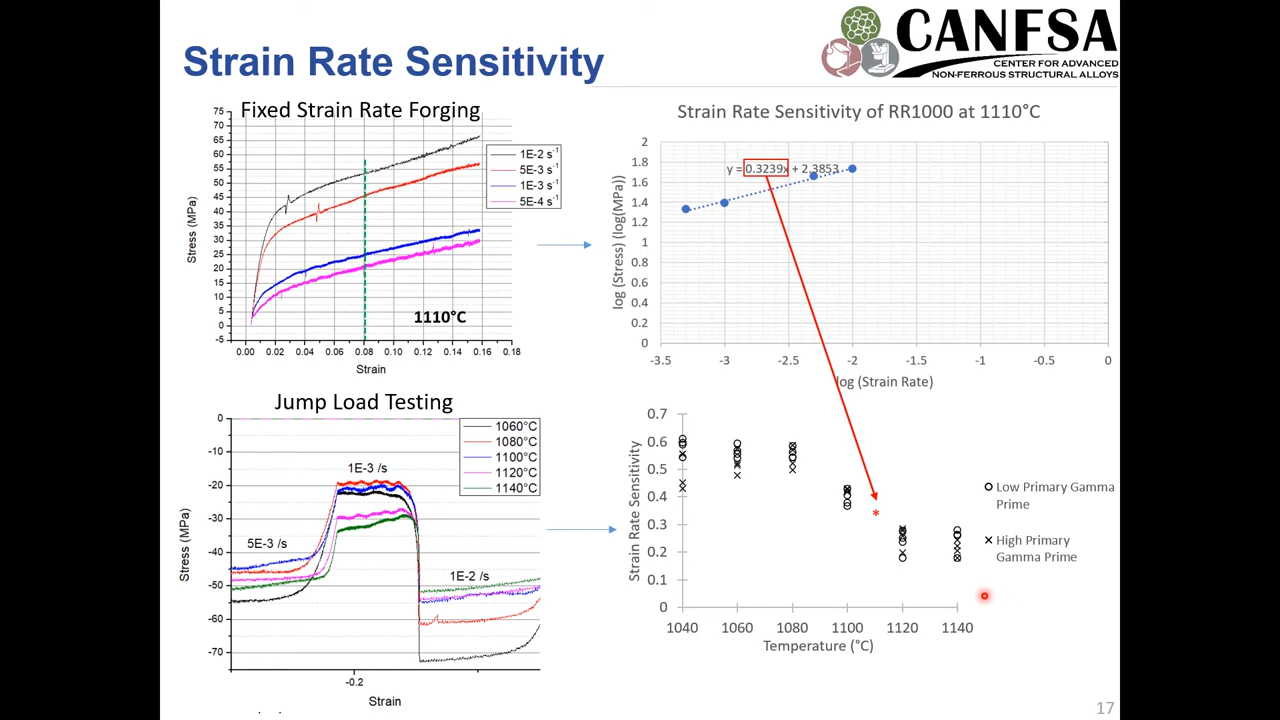 Strain Rate Sensitivity
CANFSA
CENTER FOR ADVANCED
NON-FERROUS STRUCTURAL ALLOYS
Fixed Strain Rate Forging
75
70
65
60
55
50
45
40
35
30
25
20
15
10
5
0
-5
Stress (MPa)
1E-2 s-1
5E-3 s-1
1E-3 s-1
5E-4 s-1
1110°C
0.00 0.02 0.04 0.06 0.08 0.10 0.12 0.14 0.16 0.18
Strain
Strain Rate Sensitivity of RR1000 at 1110°C
2
1.8
1.6
1.4
1.2
1
0.8
0.6
0.4
0.2
0
log (Stress) (log(MPa))
y = 0.3239x + 2.3853
-3.5 -3 -2.5 -2 -1.5 -1 -0.5 0
log (Strain Rate)
Jump Load Testing
0
-10
-20
-30
-40
-50
-60
-70
Stress (MPa)
1060°C
1080°C
1100°C
1120°C
1140°C
1E-3 /s
5E-3 /s
1E-2 /s
-0.2
Strain
0.7
0.6
0.5
0.4
0.3
0.2
0.1
0
Strain Rate Sensitivity
*
Low Primary Gamma
Prime
High Primary
Gamma Prime
1040 1060 1080 1100 1120 1140
Temperature (°C)
17